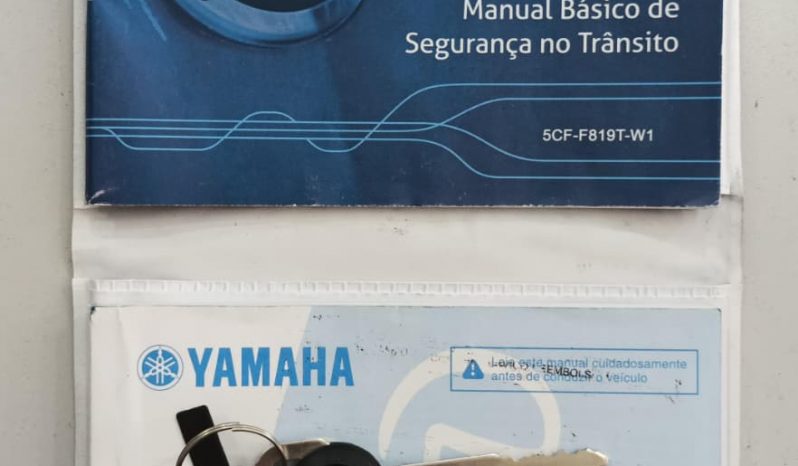 Manual Básico de
Segurança no Trânsito
5CF-F819T-W1
YAMAHA
Leia este manual cuidadosamente
antes de conduzir o veículo